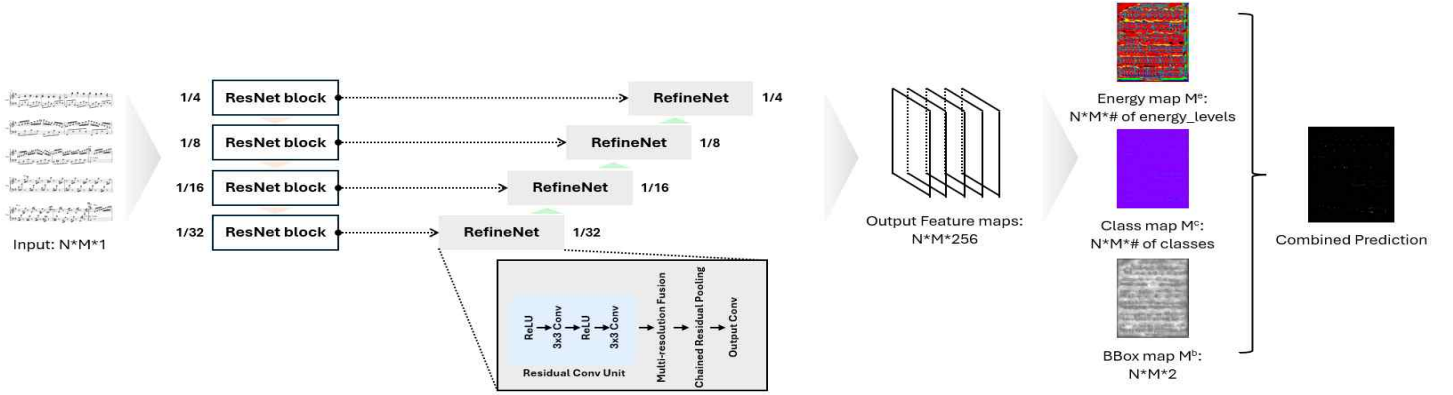 Input: N*M*1
1/4 ResNet block RefineNet 1/4
1/8 ResNet block RefineNet 1/8
1/16 ResNet block RefineNet 1/16
1/32 ResNet block RefineNet 1/32
ReLU
3x3 Conv
ReLU
3x3 Conv
Residual Conv Unit
Multi-resolution Fusion
Chained Residual Pooling
Output Conv
Output Feature maps:
N*M*256
Energy map Mᵉ:
N*M*# of energy_levels
Class map Mᶜ:
N*M*# of classes
BBox map Mᵇ:
N*M*2
Combined Prediction